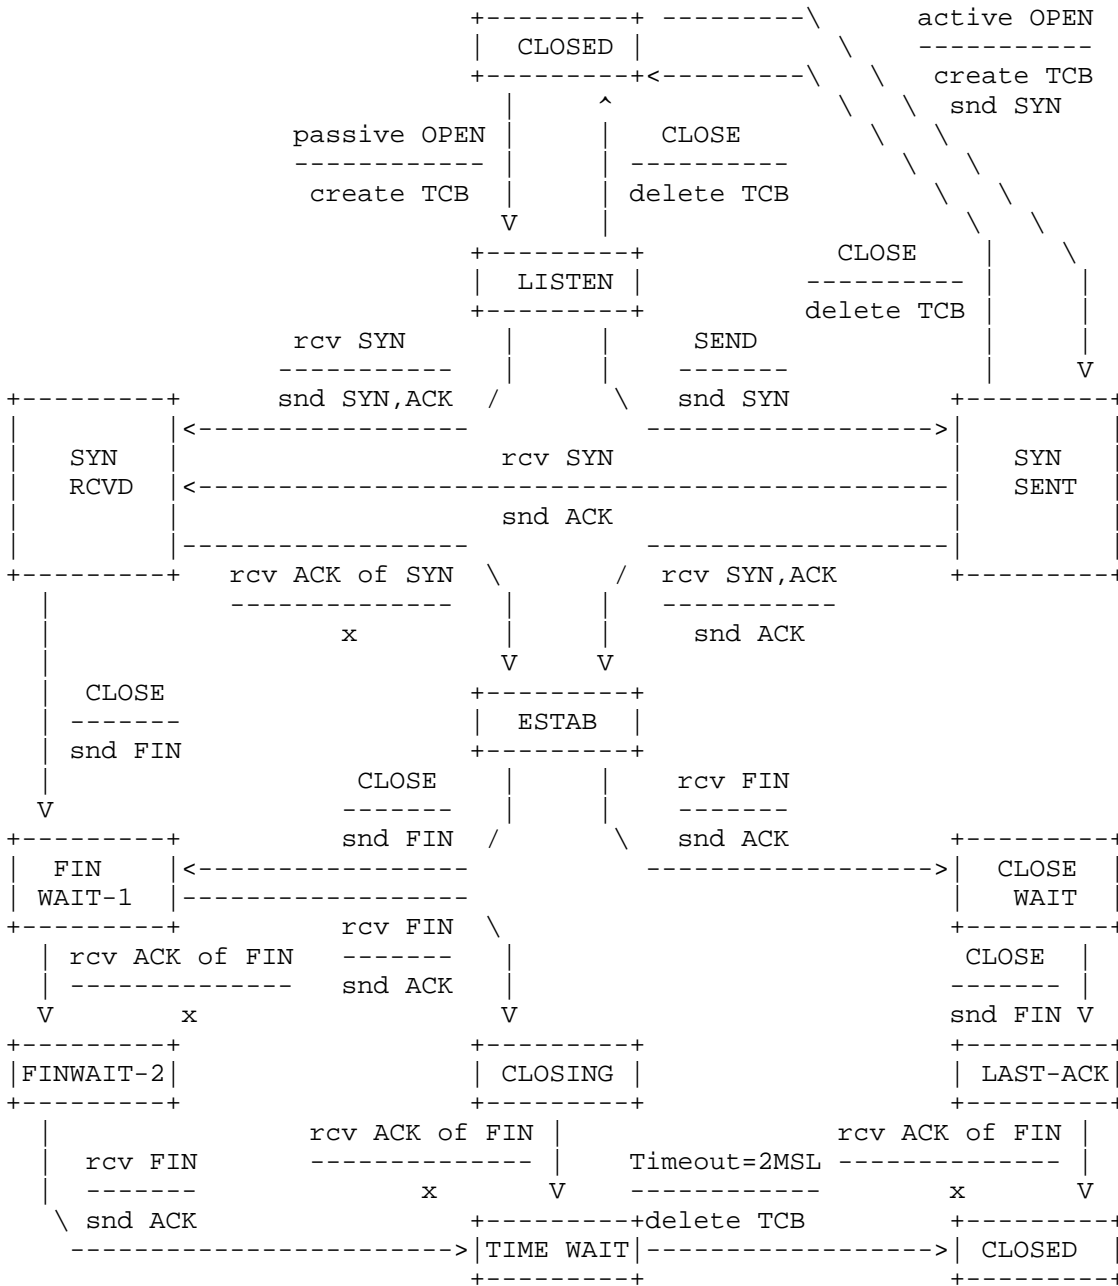 +---------+ ---------\ active OPEN
| CLOSED | \ -----------
+---------+<---------\ \ create TCB
| ^ \ \ snd SYN
passive OPEN | | CLOSE \ \
------------ | | ---------- \ \
create TCB | | delete TCB \ \
V | \ \
+---------+ CLOSE | \
| LISTEN | ---------- | |
+---------+ delete TCB | |
rcv SYN | | SEND | |
----------- | | ------- | V
+---------+ snd SYN,ACK / \ snd SYN +---------+
| |<----------------- ------------------>| |
| SYN | rcv SYN | SYN |
| RCVD |<-----------------------------------------------| SENT |
| | snd ACK | |
| |------------------ -------------------| |
+---------+ rcv ACK of SYN \ / rcv SYN,ACK +---------+
| -------------- | | -----------
| x | | snd ACK
| V V
| CLOSE +---------+
| ------- | ESTAB |
| snd FIN +---------+
| CLOSE | | rcv FIN
V ------- | | -------
+---------+ snd FIN / \ snd ACK +---------+
| FIN |<----------------- ------------------>| CLOSE |
| WAIT-1 |------------------ | WAIT |
+---------+ rcv FIN \ +---------+
| rcv ACK of FIN ------- | CLOSE |
| -------------- snd ACK | ------- |
V x V snd FIN V
+---------+ +---------+ +---------+
|FINWAIT-2| | CLOSING | | LAST-ACK|
+---------+ +---------+ +---------+
| rcv ACK of FIN | rcv ACK of FIN |
| rcv FIN -------------- | Timeout=2MSL -------------- |
| ------- x V ------------ x V
\ snd ACK +---------+delete TCB +---------+
------------------------>|TIME WAIT|------------------>| CLOSED |
+---------+ +---------+